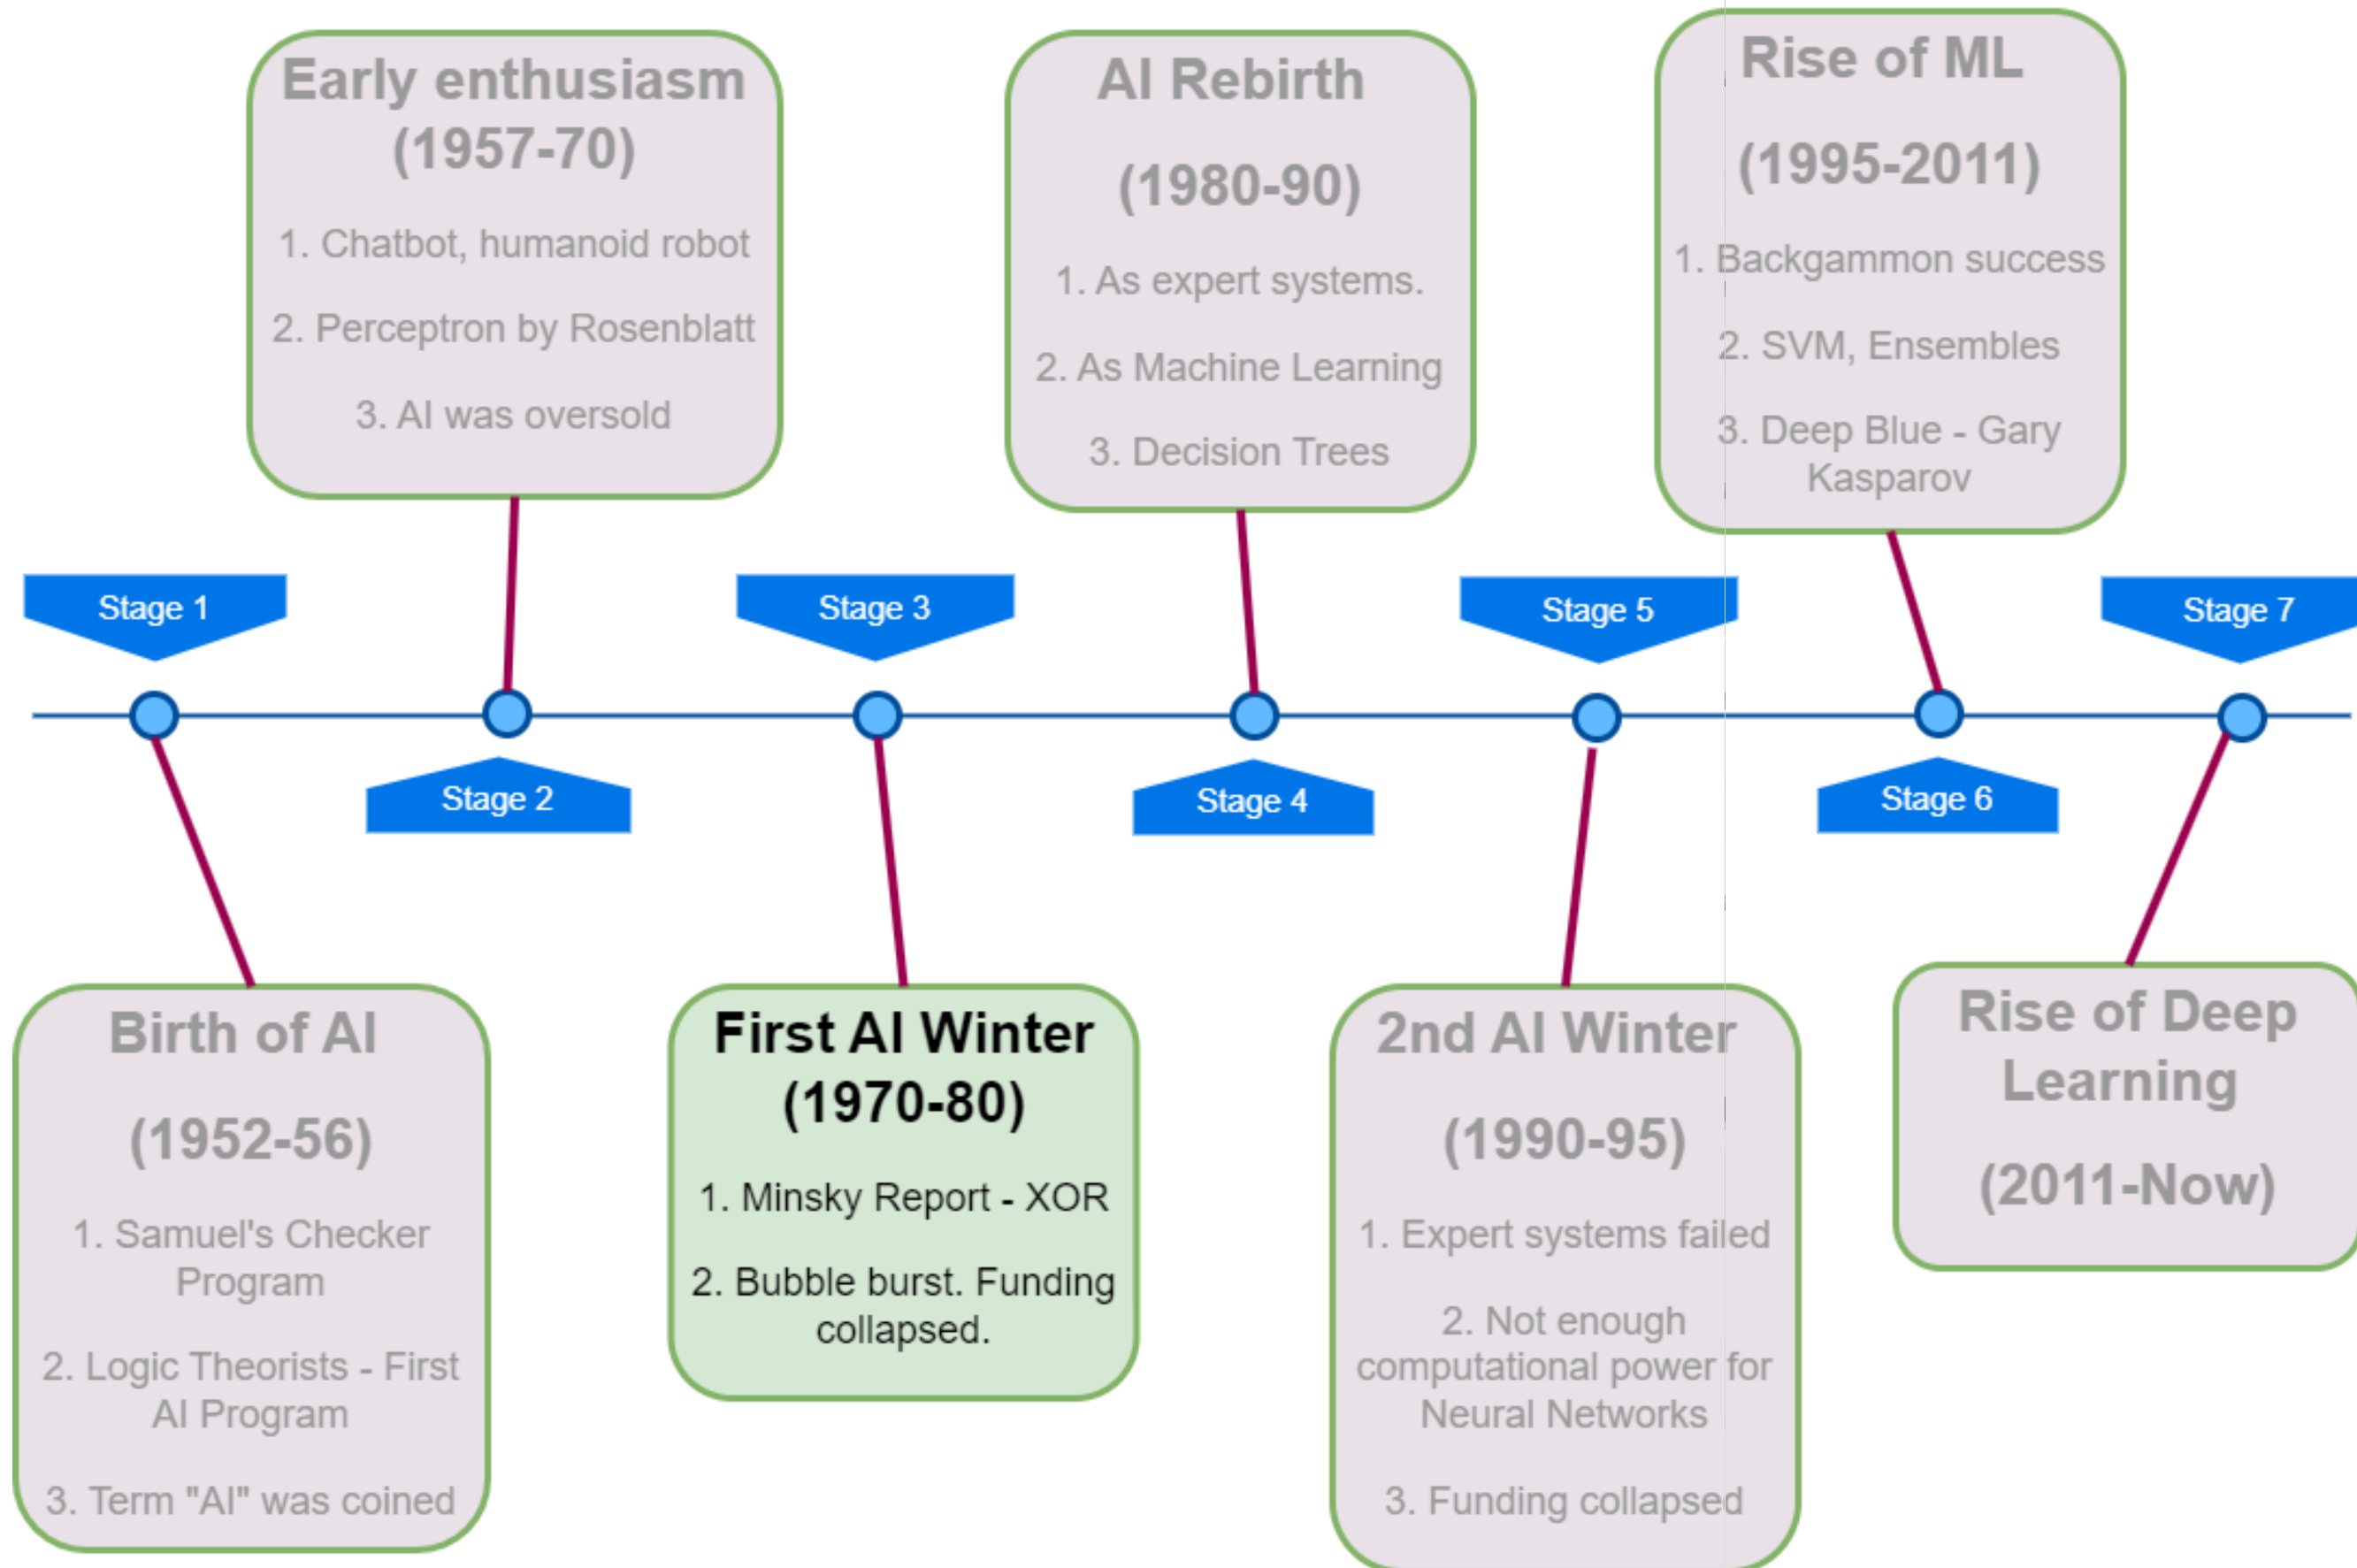 Early enthusiasm
(1957-70)
1. Chatbot, humanoid robot
2. Perceptron by Rosenblatt
3. AI was oversold
AI Rebirth
(1980-90)
1. As expert systems.
2. As Machine Learning
3. Decision Trees
Rise of ML
(1995-2011)
1. Backgammon success
2. SVM, Ensembles
3. Deep Blue - Gary
Kasparov
Stage 1
Stage 3
Stage 5
Stage 7
Stage 2
Stage 4
Stage 6
Birth of AI
(1952-56)
1. Samuel's Checker
Program
2. Logic Theorists - First
AI Program
3. Term "AI" was coined
First AI Winter
(1970-80)
1. Minsky Report - XOR
2. Bubble burst. Funding
collapsed.
2nd AI Winter
(1990-95)
1. Expert systems failed
2. Not enough
computational power for
Neural Networks
3. Funding collapsed
Rise of Deep
Learning
(2011-Now)